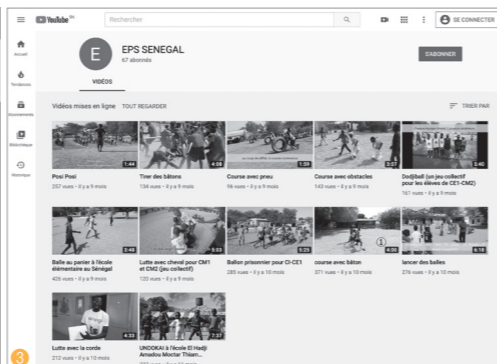 YouTube SN
Rechercher
SE CONNECTER
Accueil
Tendances
Abonnements
Bibliothèque
Historique
E
EPS SENEGAL
67 abonnés
S'ABONNER
VIDÉOS
Vidéos mises en ligne TOUT REGARDER
TRIER PAR
1:44
4:58
1:59
3:40
Posi Posi
257 vues • il y a 9 mois
Tirer des bâtons
134 vues • il y a 9 mois
Course avec pneu
96 vues • il y a 9 mois
Course avec obstacles
143 vues • il y a 9 mois
Dodjball (un jeu collectif
pour les élèves de CE1-CM2)
161 vues • il y a 9 mois
3:48
5:03
5:25
①
4:00
6:18
Balle au panier à l'école
élémentaire au Sénégal
426 vues • il y a 9 mois
Lutte avec cheval pour CM1
et CM2 (jeu collectif)
120 vues • il y a 9 mois
Ballon prisonnier pour CI-CE1
285 vues • il y a 10 mois
course avec bâton
371 vues • il y a 10 mois
lancer des balles
276 vues • il y a 10 mois
4:33
7:37
Lutte avec la corde
212 vues • il y a 10 mois
UNDOKAI à l'école El Hadji
Amadou Moctar Thiam...
3